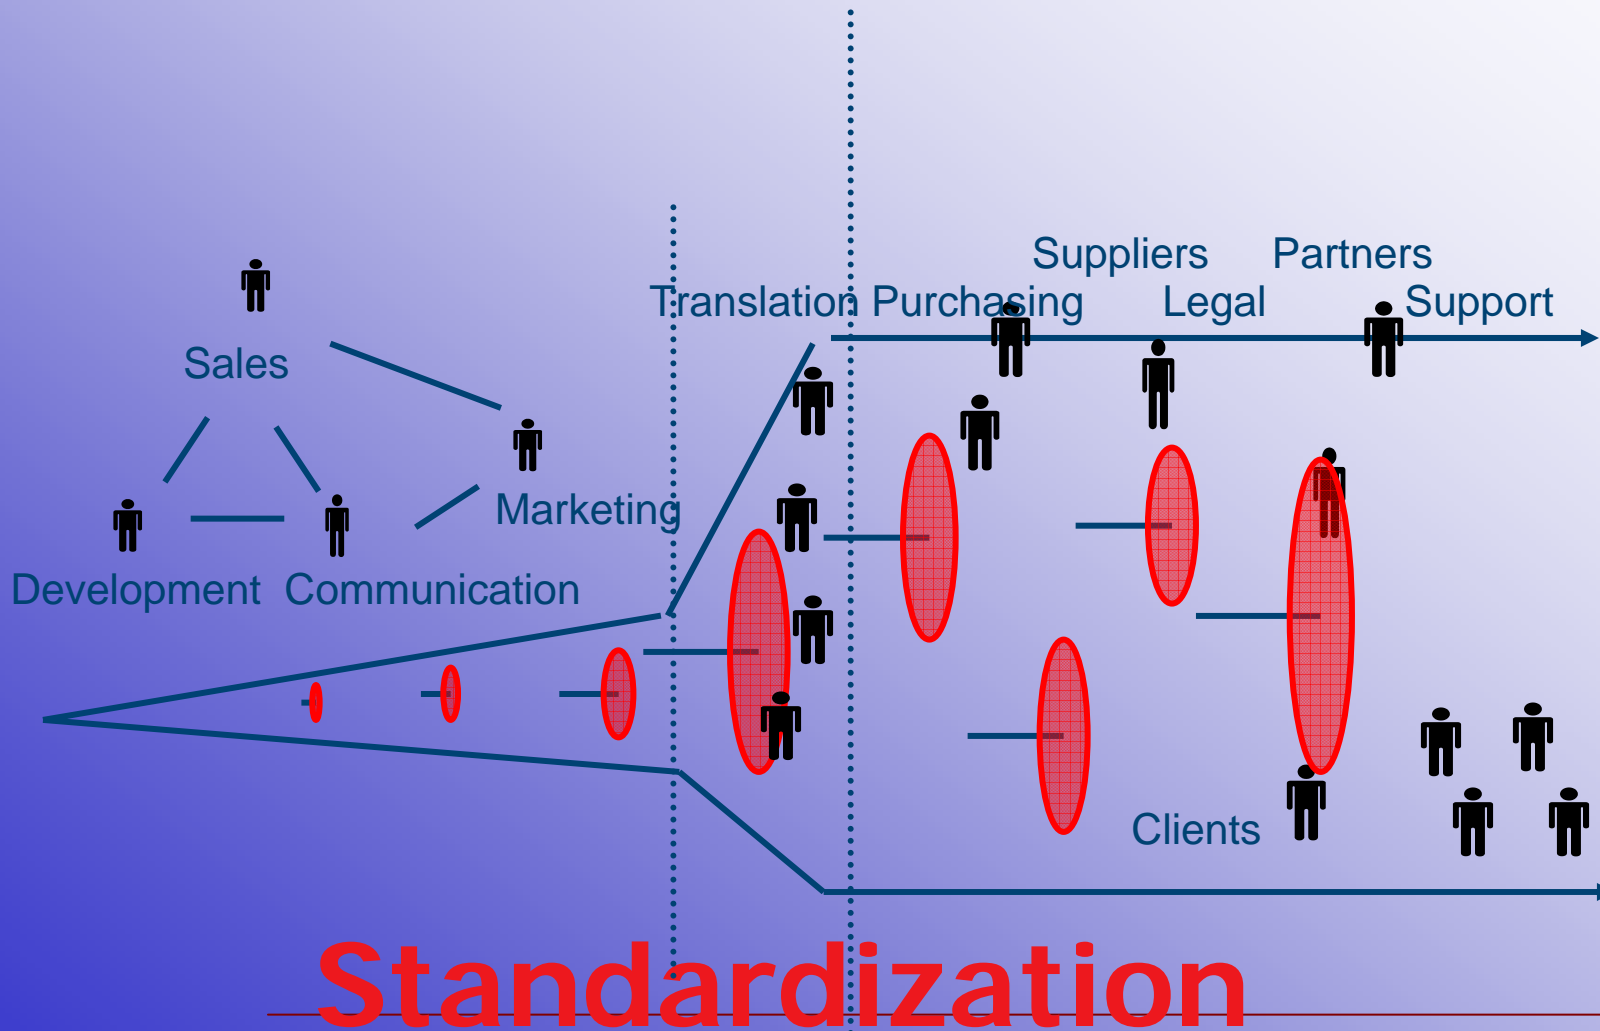 Suppliers Partners
Translation Purchasing Legal Support
Sales
Marketing
Development Communication
Clients
Standardization